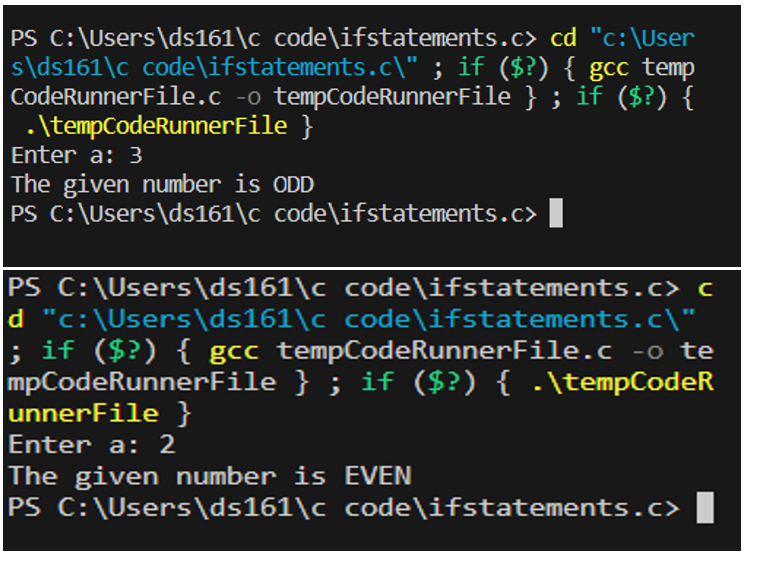 PS C:\Users\ds161\c code\ifstatements.c> cd "c:\User
s\ds161\c code\ifstatements.c\" ; if ($?) { gcc temp
CodeRunnerFile.c -o tempCodeRunnerFile } ; if ($?) {
 .\tempCodeRunnerFile }
Enter a: 3
The given number is ODD
PS C:\Users\ds161\c code\ifstatements.c>
PS C:\Users\ds161\c code\ifstatements.c> c
d "c:\Users\ds161\c code\ifstatements.c\"
; if ($?) { gcc tempCodeRunnerFile.c -o te
mpCodeRunnerFile } ; if ($?) { .\tempCodeR
unnerFile }
Enter a: 2
The given number is EVEN
PS C:\Users\ds161\c code\ifstatements.c>